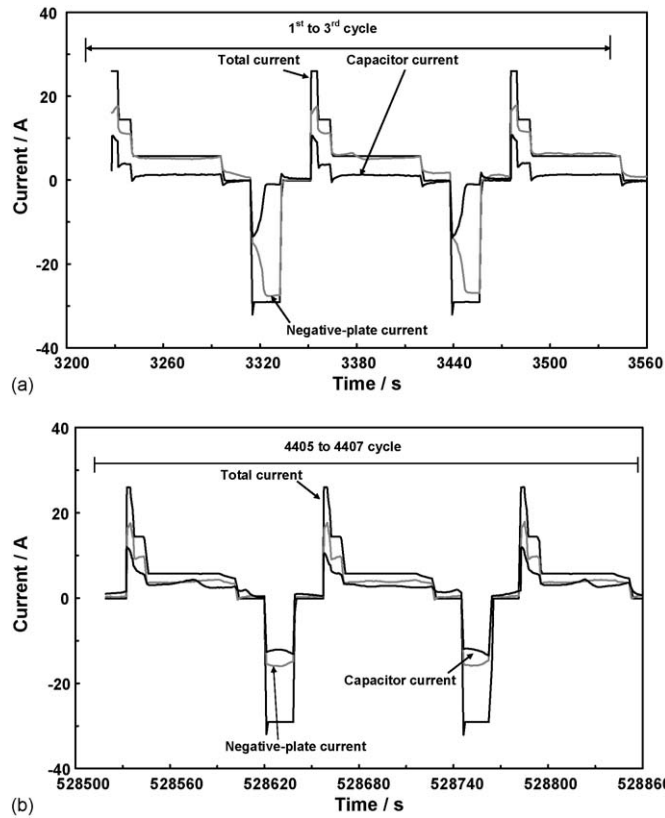 40
1st to 3rd cycle
Total current
Capacitor current
20
Current / A
0
-20
Negative-plate current
-40
3200 3260 3320 3380 3440 3500 3560
(a)
Time / s
40
4405 to 4407 cycle
Total current
20
Current / A
0
Capacitor current
-20
Negative-plate current
-40
528500 528560 528620 528680 528740 528800 528860
(b)
Time / s